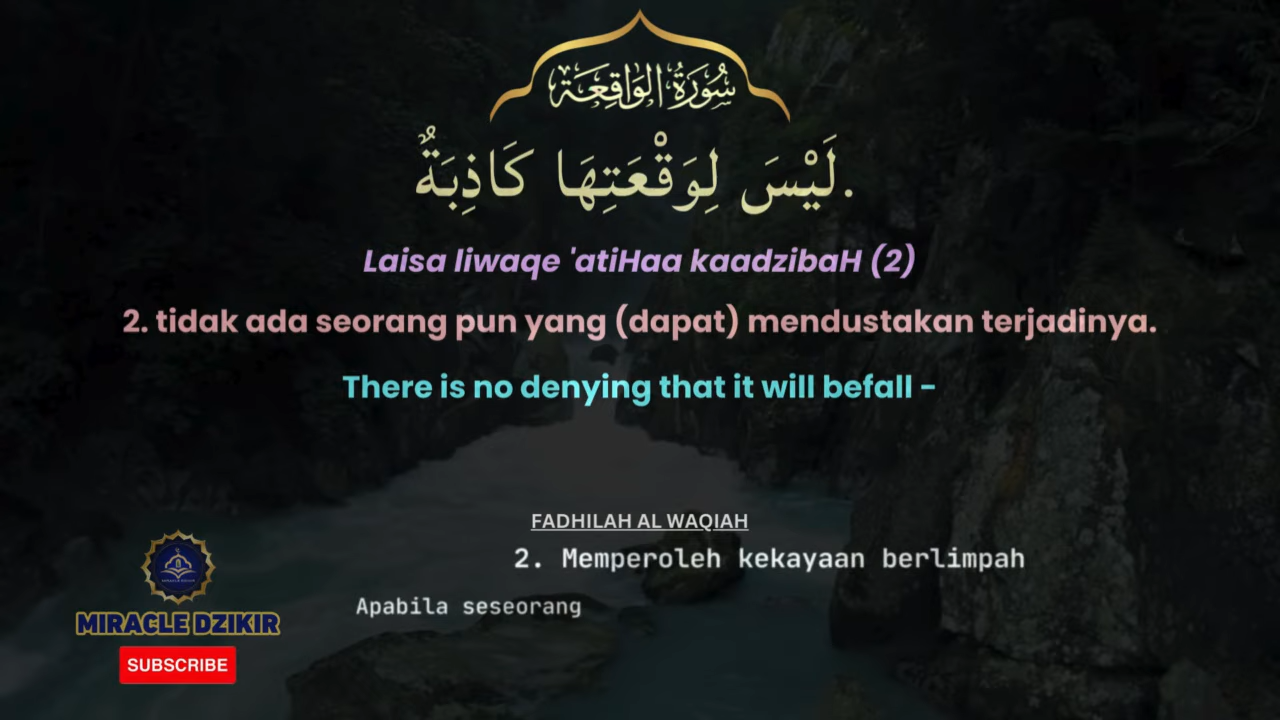 سُورَةُ الوَاقِعَة
لَيْسَ لِوَقْعَتِهَا كَاذِبَةٌ.
Laisa liwaqe 'atiHaa kaadzibaH (2)
2. tidak ada seorang pun yang (dapat) mendustakan terjadinya.
There is no denying that it will befall -
FADHILAH AL WAQIAH
2. Memperoleh kekayaan berlimpah
Apabila seseorang
MIRACLE DZIKIR
SUBSCRIBE